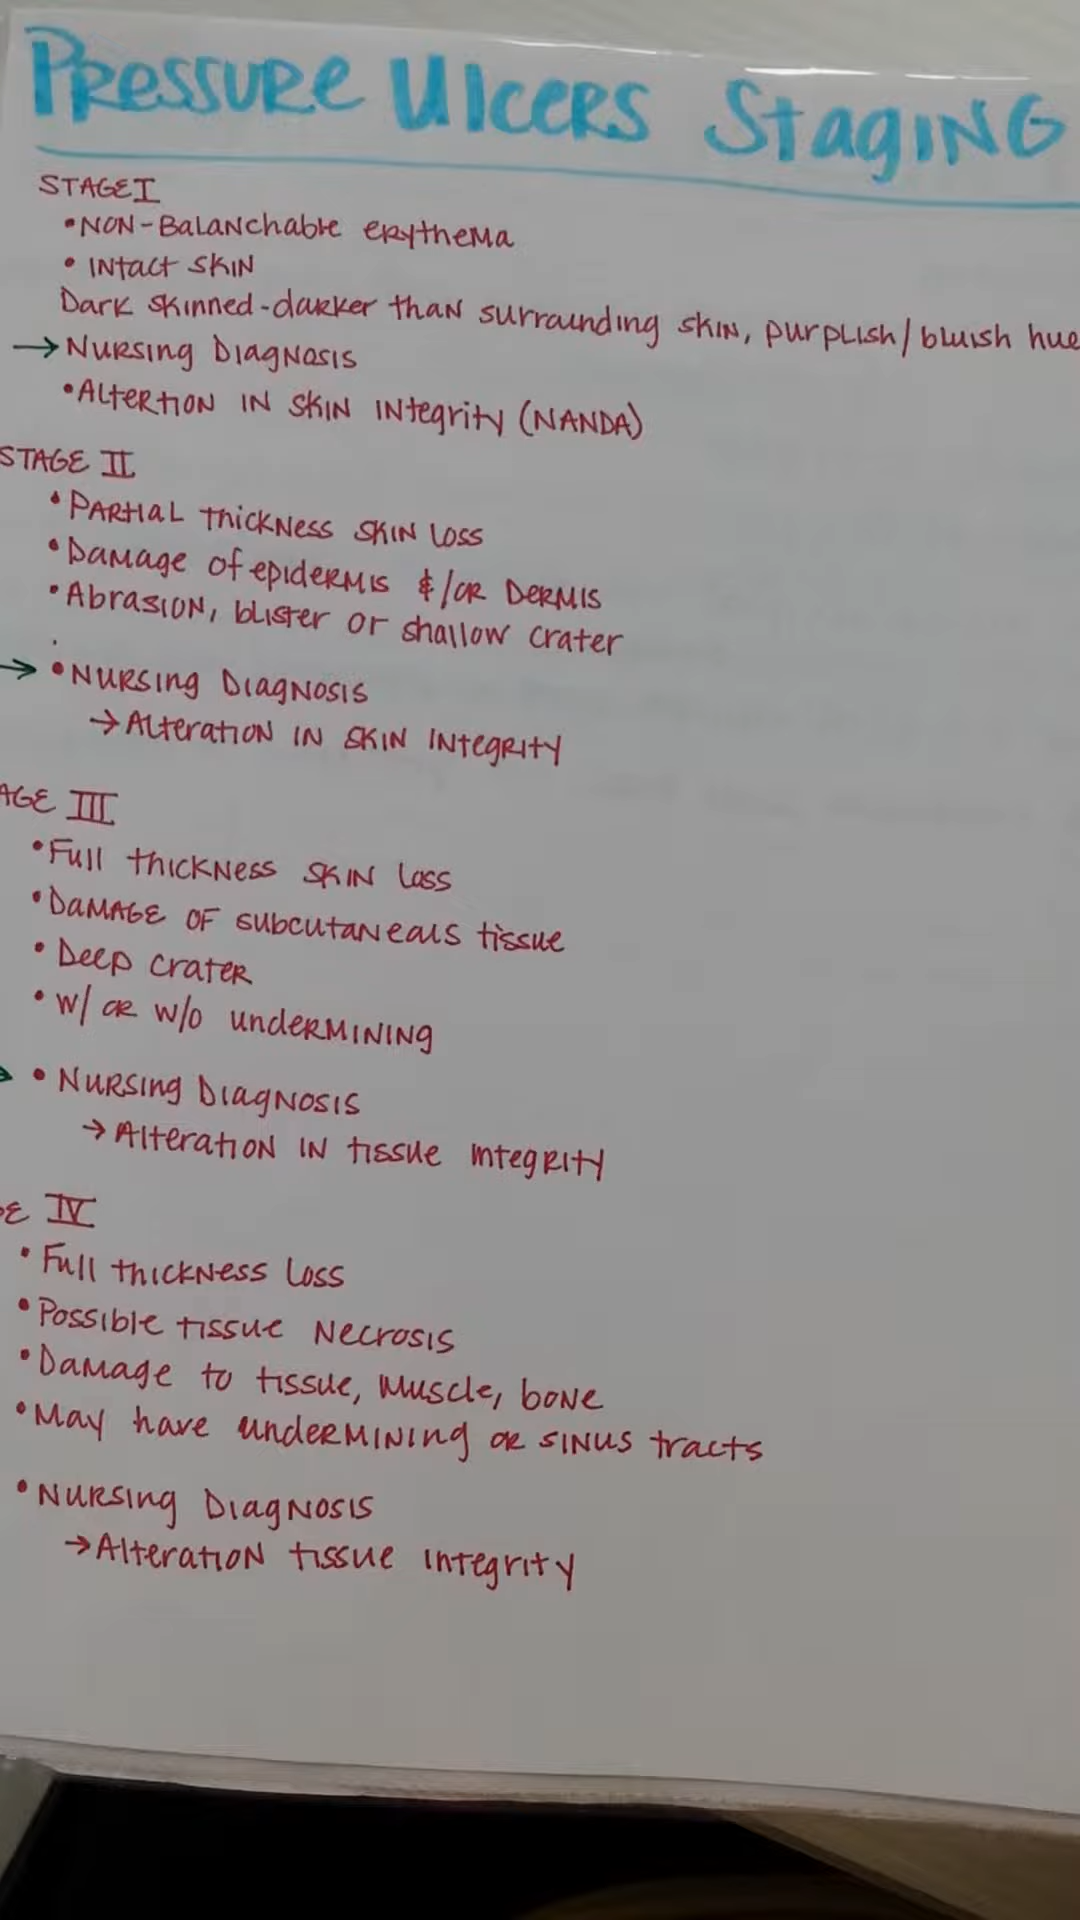 Pressure Ulcers Staging
STAGE I
• Non-Balanchable erythema
• Intact skin
Dark skinned-darker than surrounding skin, purplish/bluish hue
→ Nursing Diagnosis
• Altertion in skin integrity (NANDA)
STAGE II
• Partial thickness skin loss
• Damage of epidermis &/or Dermis
• Abrasion, blister or shallow crater
→ • Nursing Diagnosis
→ Alteration in skin integrity
AGE III
• Full thickness skin loss
• Damage of subcutaneous tissue
• Deep crater
• w/ or w/o undermining
• Nursing Diagnosis
→ Alteration in tissue integrity
GE IV
• Full thickness loss
• Possible tissue necrosis
• Damage to tissue, muscle, bone
• May have undermining or sinus tracts
• Nursing Diagnosis
→ Alteration tissue integrity